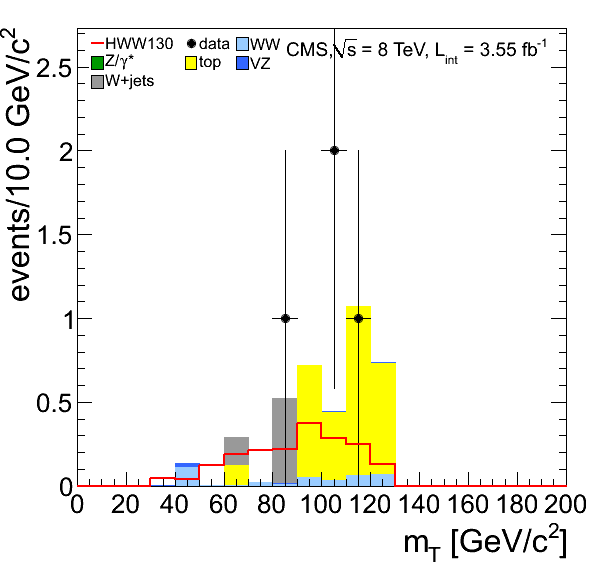 HWW130 data WW CMS,√s = 8 TeV, L_int = 3.55 fb⁻¹
Z/γ* top VZ
W+jets
events/10.0 GeV/c²
2.5
2
1.5
1
0.5
0
0 20 40 60 80 100 120 140 160 180 200
m_T [GeV/c²]